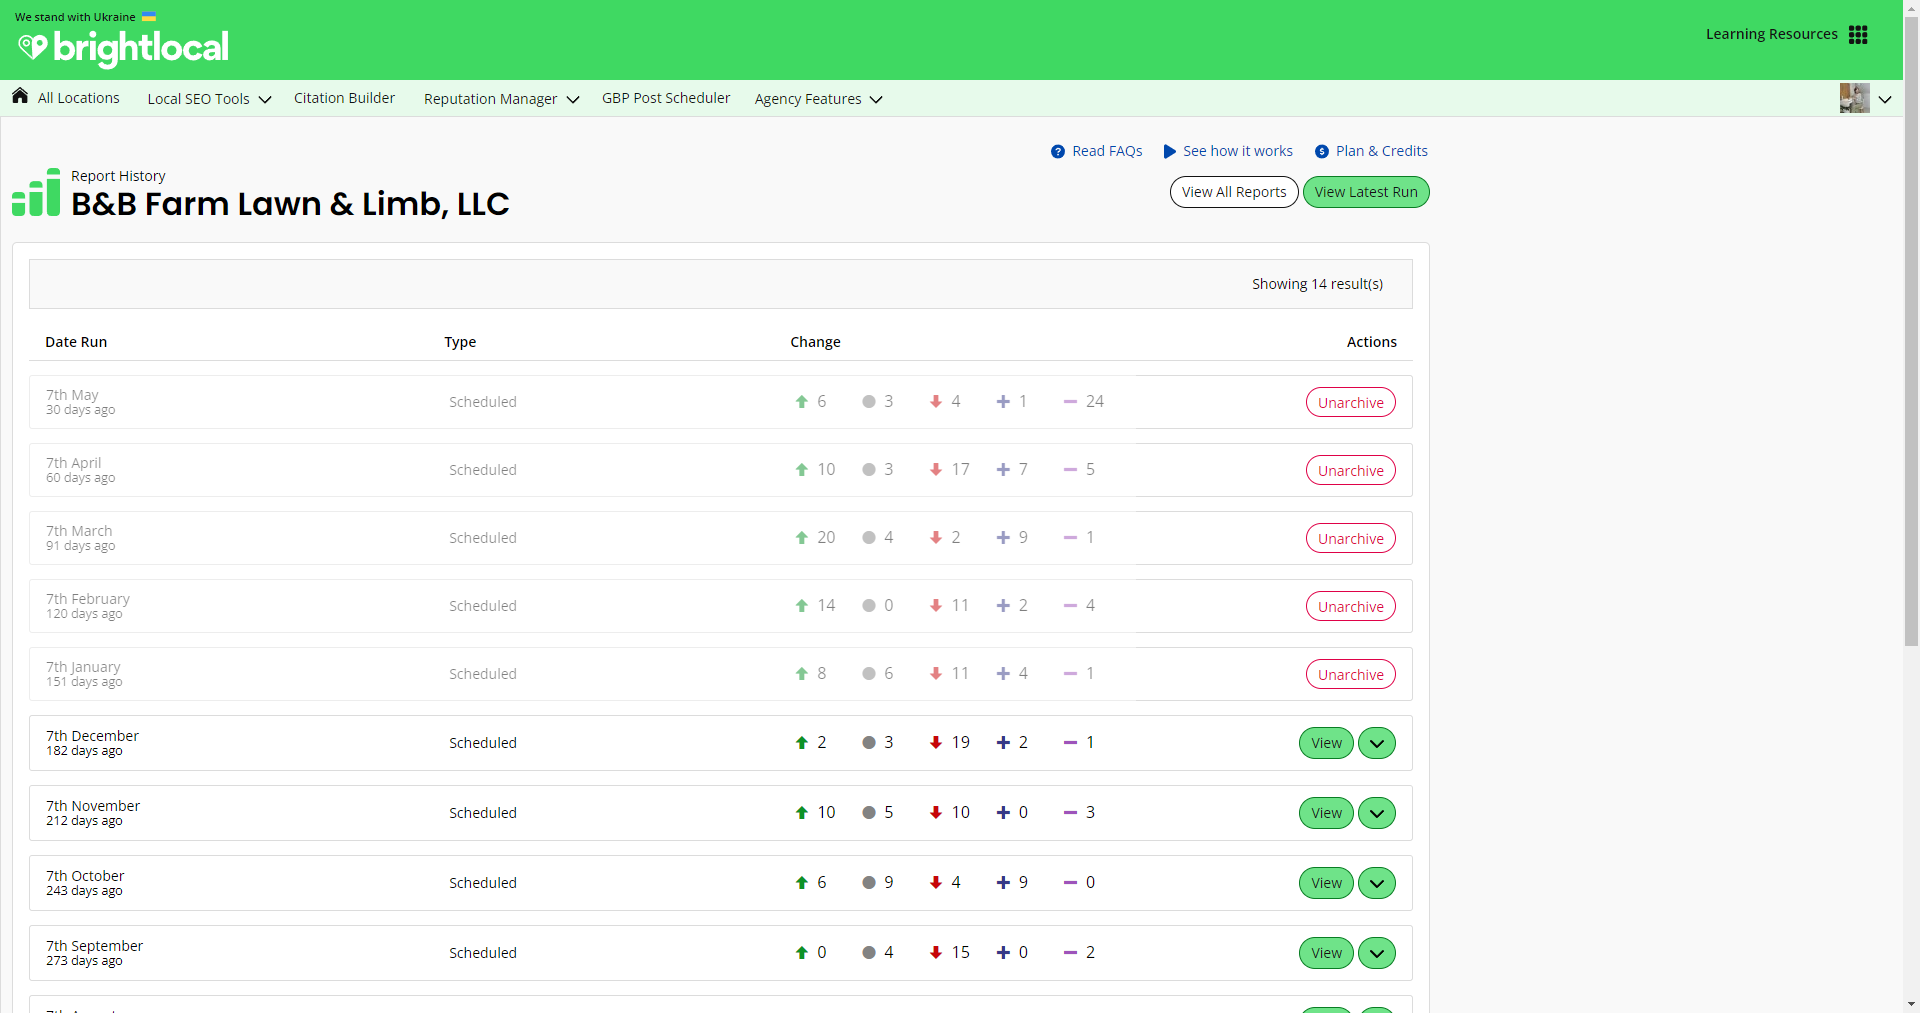 We stand with Ukraine
brightlocal
Learning Resources
All Locations Local SEO Tools Citation Builder Reputation Manager GBP Post Scheduler Agency Features
Read FAQs See how it works Plan & Credits
Report History
B&B Farm Lawn & Limb, LLC
View All Reports View Latest Run
Showing 14 result(s)
Date Run Type Change Actions
7th May
30 days ago
Scheduled 6 3 4 1 24 Unarchive
7th April
60 days ago
Scheduled 10 3 17 7 5 Unarchive
7th March
91 days ago
Scheduled 20 4 2 9 1 Unarchive
7th February
120 days ago
Scheduled 14 0 11 2 4 Unarchive
7th January
151 days ago
Scheduled 8 6 11 4 1 Unarchive
7th December
182 days ago
Scheduled 2 3 19 2 1 View
7th November
212 days ago
Scheduled 10 5 10 0 3 View
7th October
243 days ago
Scheduled 6 9 4 9 0 View
7th September
273 days ago
Scheduled 0 4 15 0 2 View